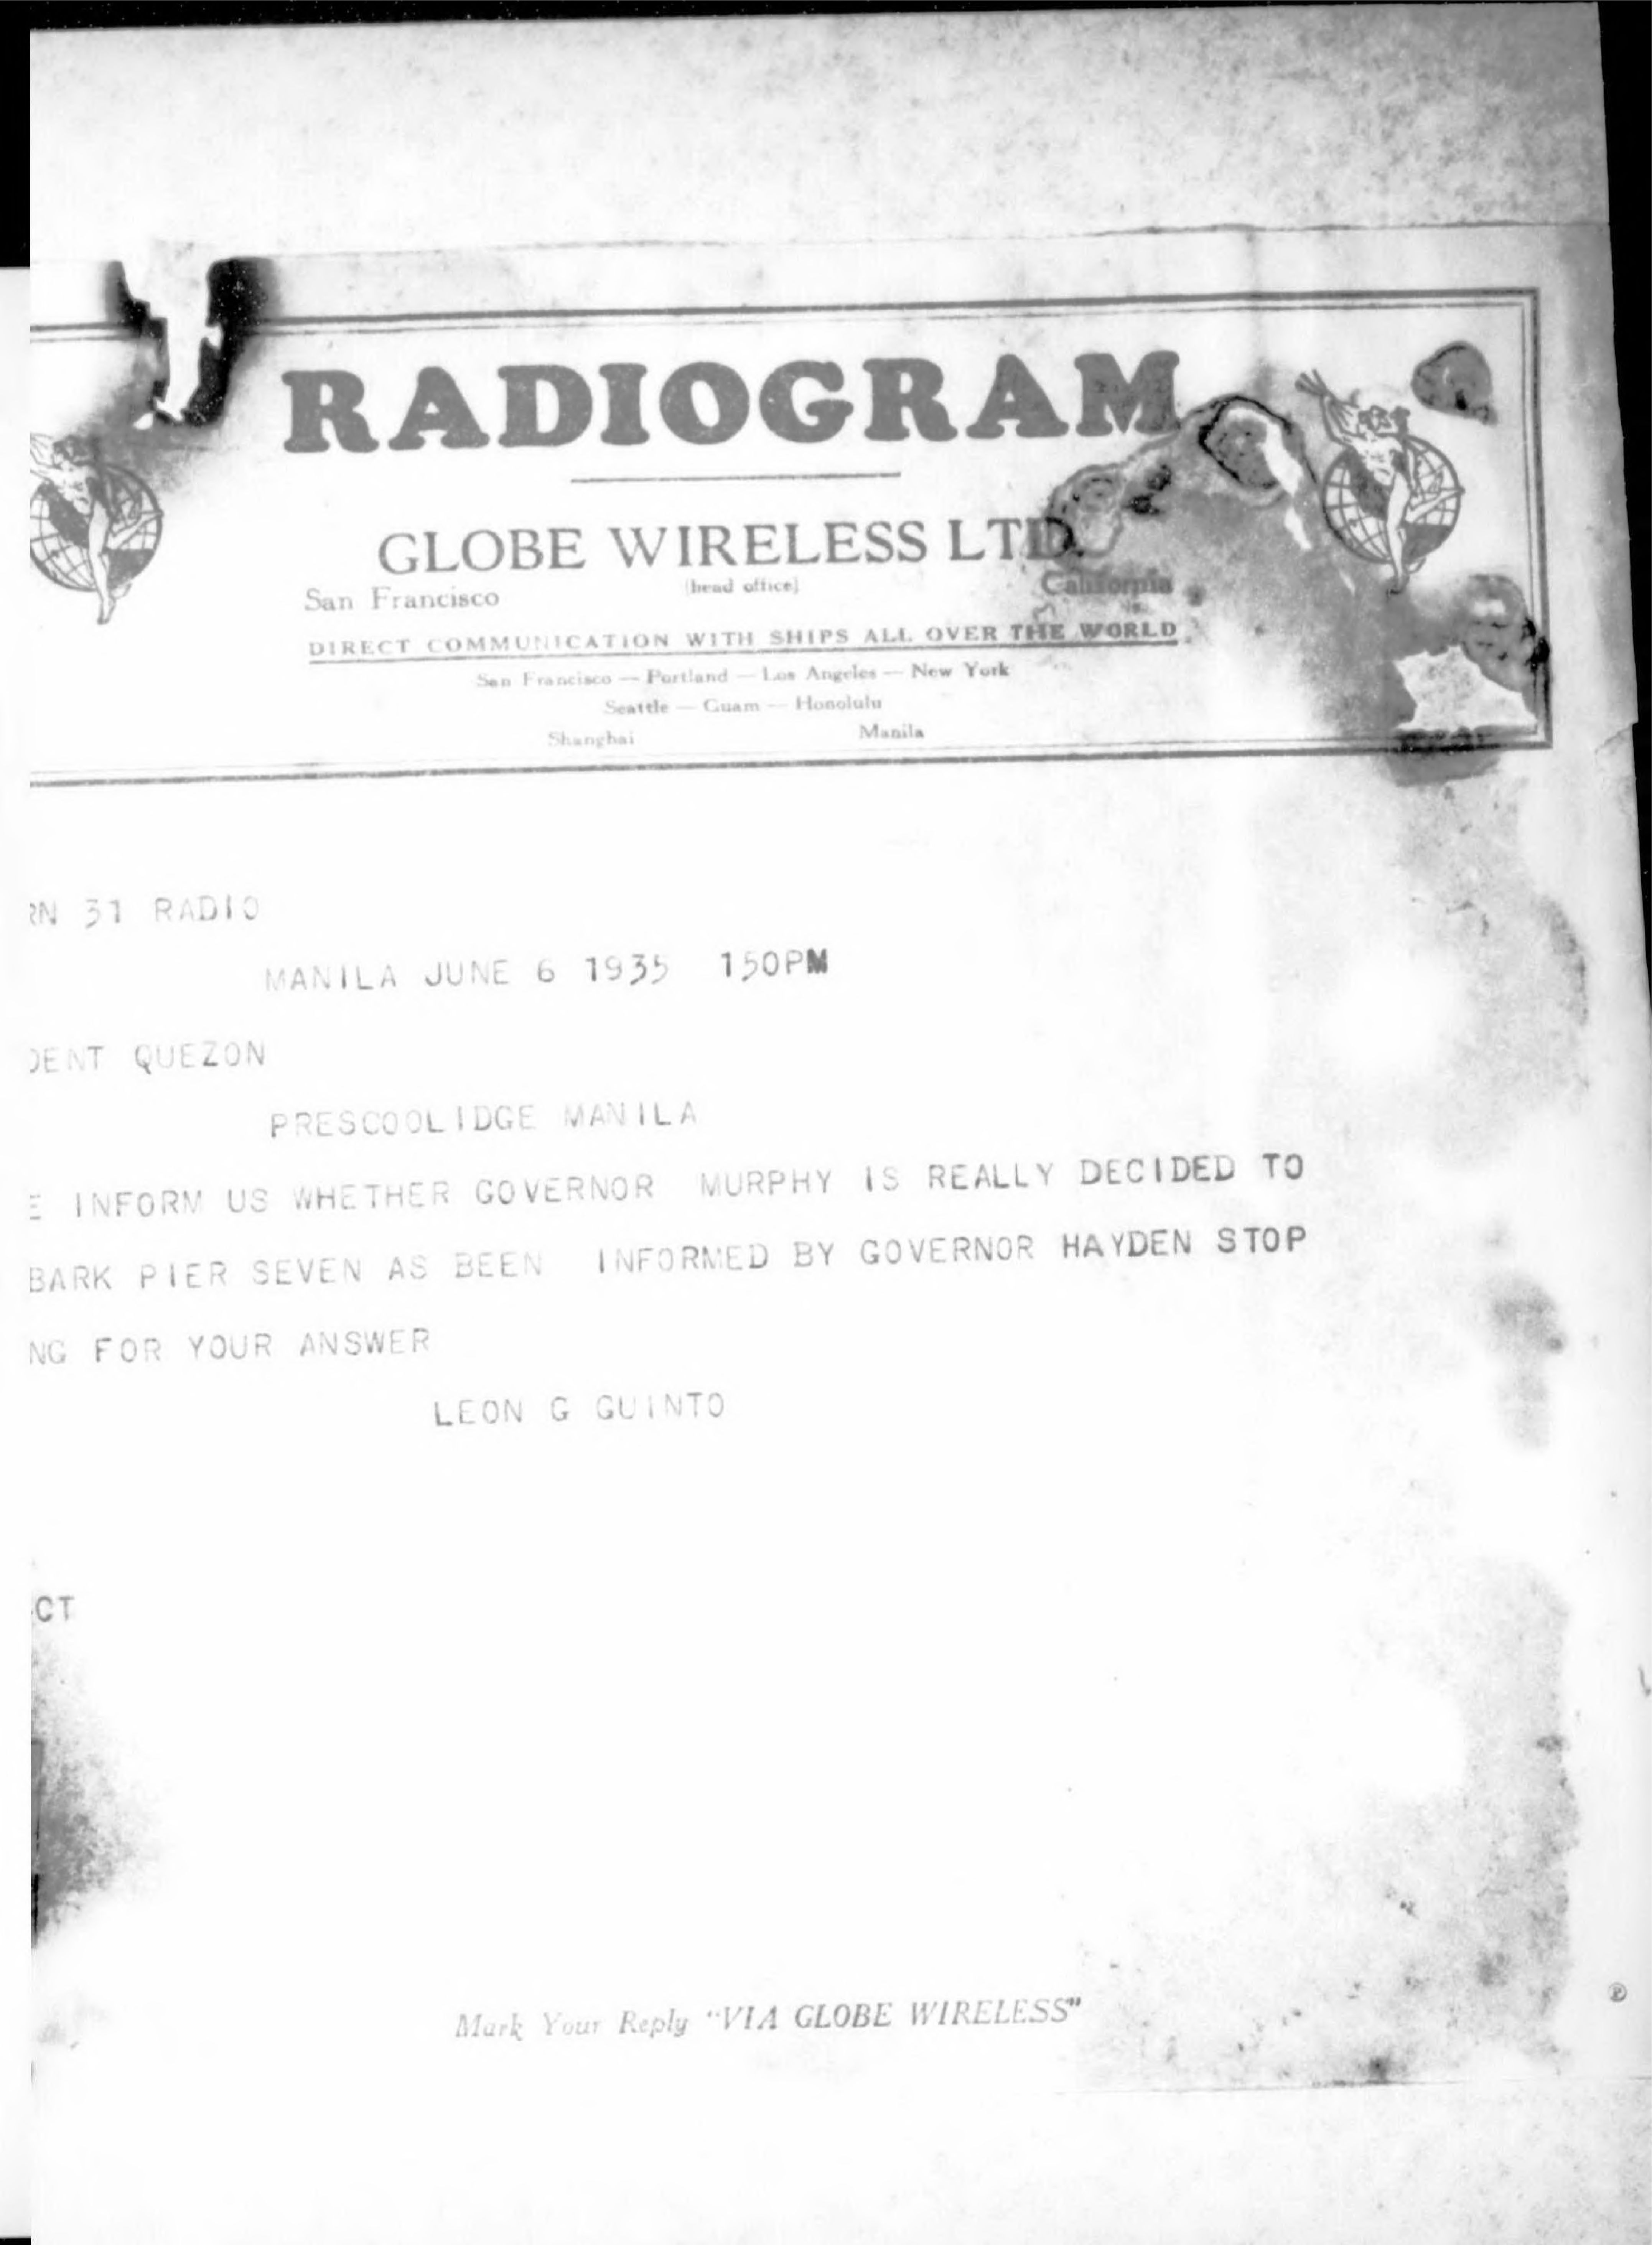 RADIOGRAM
GLOBE WIRELESS LTD.
San Francisco (head office) California
DIRECT COMMUNICATION WITH SHIPS ALL OVER THE WORLD
San Francisco — Portland — Los Angeles — New York
Seattle — Guam — Honolulu
Shanghai Manila
RN 31 RADIO
MANILA JUNE 6 1935 150PM
DENT QUEZON
PRESCOOLIDGE MANILA
E INFORM US WHETHER GOVERNOR MURPHY IS REALLY DECIDED TO
BARK PIER SEVEN AS BEEN INFORMED BY GOVERNOR HAYDEN STOP
NG FOR YOUR ANSWER
LEON G GUINTO
CT
Mark Your Reply "VIA GLOBE WIRELESS"